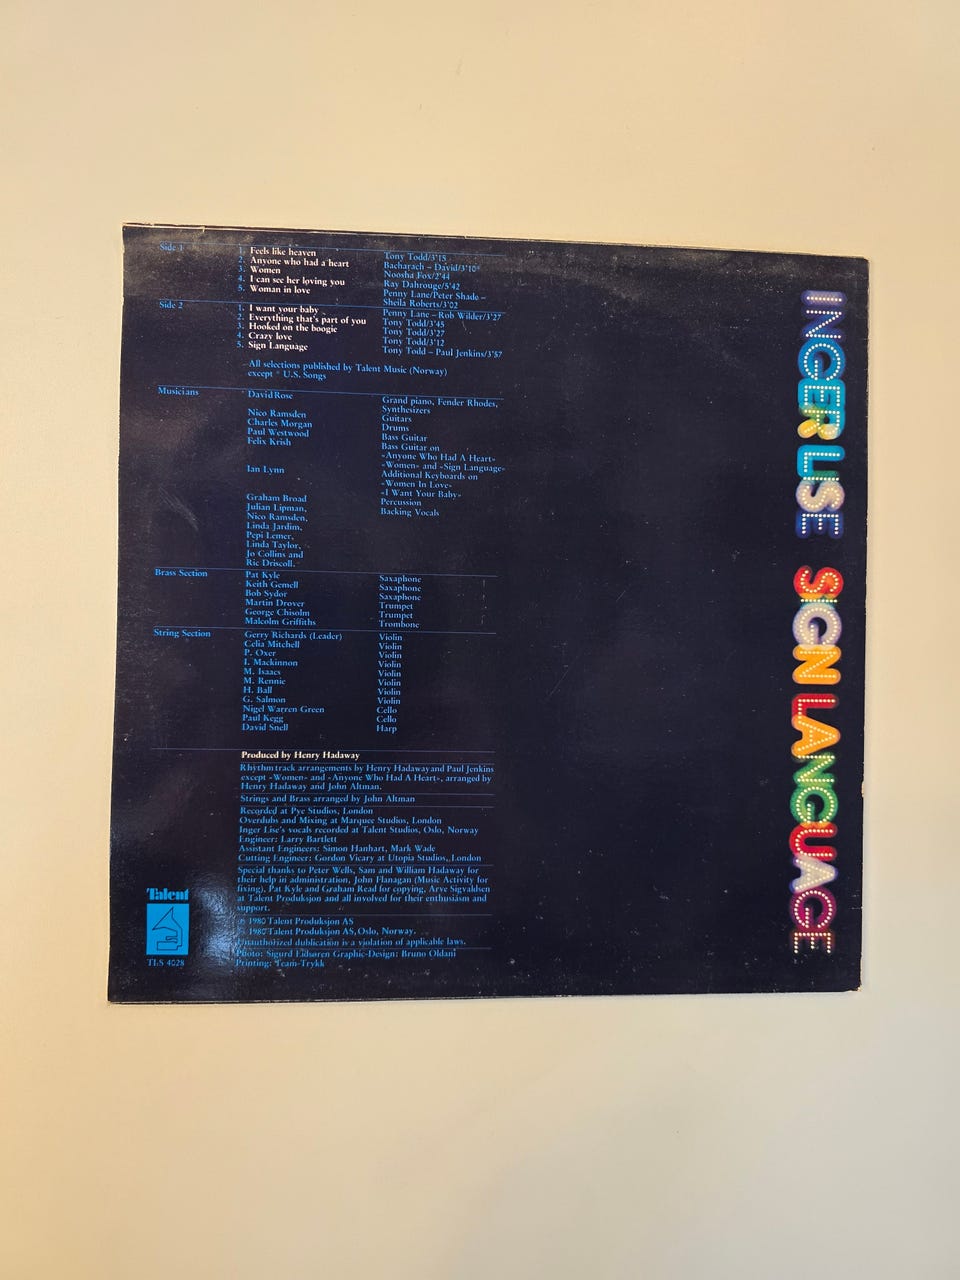 Side 1
1. Feels like heaven Tony Todd/3'15
2. Anyone who had a heart Bacharach – David/3'10*
3. Women Noosha Fox/2'44
4. I can see her loving you Ray Dahrouge/5'42
5. Woman in love Penny Lane/Peter Shade –
Sheila Roberts/3'02
Side 2
1. I want your baby Penny Lane – Rob Wilder/3'27
2. Everything that's part of you Tony Todd/3'45
3. Hooked on the boogie Tony Todd/3'27
4. Crazy love Tony Todd/3'12
5. Sign Language Tony Todd – Paul Jenkins/3'57
All selections published by Talent Music (Norway)
except * U.S. Songs
Musicians
David Rose Grand piano, Fender Rhodes,
Synthesizers
Nico Ramsden Guitars
Charles Morgan Drums
Paul Westwood Bass Guitar
Felix Krish Bass Guitar on
«Anyone Who Had A Heart»
«Women» and «Sign Language»
Ian Lynn Additional Keyboards on
«Women In Love»
«I Want Your Baby»
Graham Broad Percussion
Julian Lipman, Backing Vocals
Nico Ramsden,
Linda Jardim,
Pepi Lemer,
Linda Taylor,
Jo Collins and
Ric Driscoll.
Brass Section
Pat Kyle Saxaphone
Keith Gemell Saxaphone
Bob Sydor Saxaphone
Martin Drover Trumpet
George Chisolm Trumpet
Malcolm Griffiths Trombone
String Section
Gerry Richards (Leader) Violin
Celia Mitchell Violin
P. Oxer Violin
I. Mackinnon Violin
M. Isaacs Violin
M. Rennie Violin
H. Ball Violin
G. Salmon Violin
Nigel Warren Green Cello
Paul Kegg Cello
David Snell Harp
Produced by Henry Hadaway
Rhythmtrack arrangements by Henry Hadaway and Paul Jenkins
except «Women» and «Anyone Who Had A Heart», arranged by
Henry Hadaway and John Altman.
Strings and Brass arranged by John Altman
Recorded at Pye Studios, London
Overdubs and Mixing at Marquee Studios, London
Inger Lise's vocals recorded at Talent Studios, Oslo, Norway
Engineer: Larry Bartlett
Assistant Engineers: Simon Hanhart, Mark Wade
Cutting Engineer: Gordon Vicary at Utopia Studios, London
Special thanks to Peter Wells, Sam and William Hadaway for
their help in administration, John Flanagan (Music Activity for
fixing), Pat Kyle and Graham Read for copying, Arve Sigvaldsen
at Talent Produksjon and all involved for their enthusiasm and
support.
℗ 1980 Talent Produksjon AS
© 1980 Talent Produksjon AS, Oslo, Norway.
Unauthorized dublication is a violation of applicable laws.
Photo: Sigurd Eidsøren Graphic-Design: Bruno Oldani
Printing: Team-Trykk
Talent
TLS 4028
INGER LISE SIGN LANGUAGE